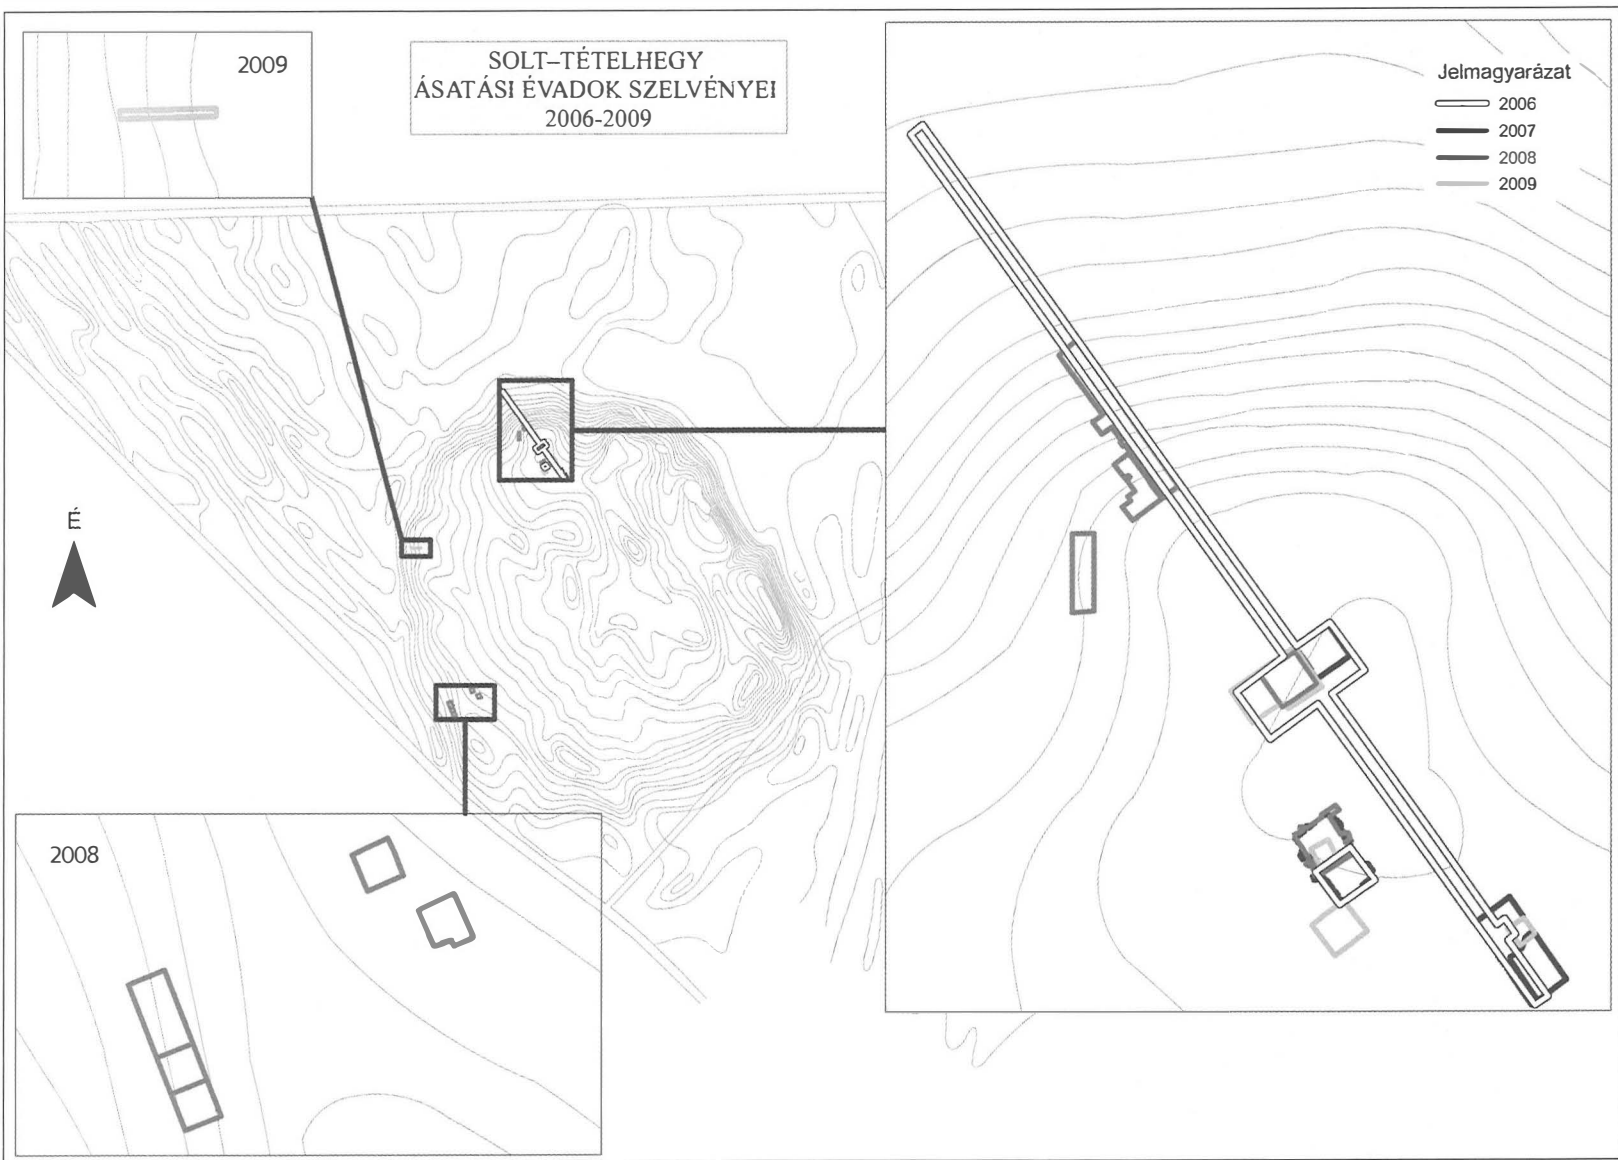 2009
SOLT–TÉTELHEGY
ÁSATÁSI ÉVADOK SZELVÉNYEI
2006-2009
Jelmagyarázat
2006
2007
2008
2009
É
2008